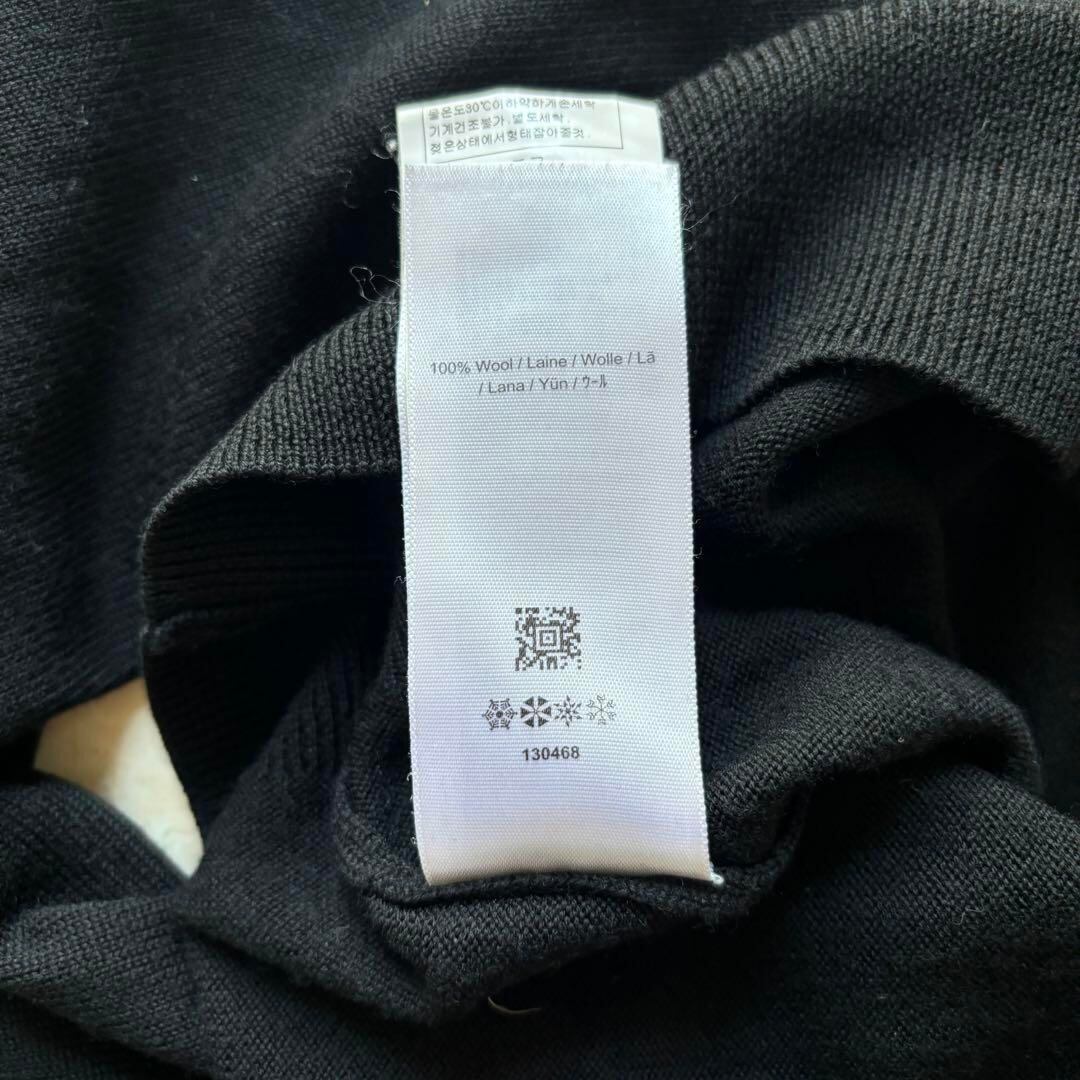 물온도30℃이하약하게손세탁
기계건조불가.별도세탁.
젖은상태에서형태잡아줄것.
100% Wool / Laine / Wolle / Lã
/ Lana / Yün / ウール
130468